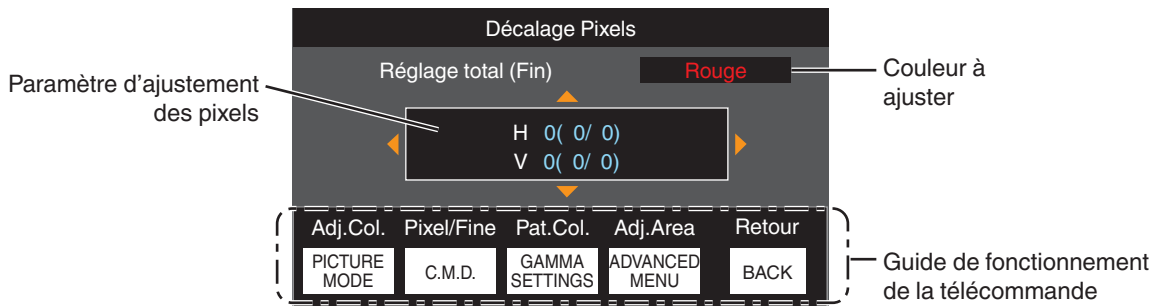 Décalage Pixels
Réglage total (Fin) Rouge
Paramètre d'ajustement
des pixels
Couleur à
ajuster
H 0( 0/ 0)
V 0( 0/ 0)
Adj.Col. Pixel/Fine Pat.Col. Adj.Area Retour
PICTURE
MODE
C.M.D.
GAMMA
SETTINGS
ADVANCED
MENU
BACK
Guide de fonctionnement
de la télécommande